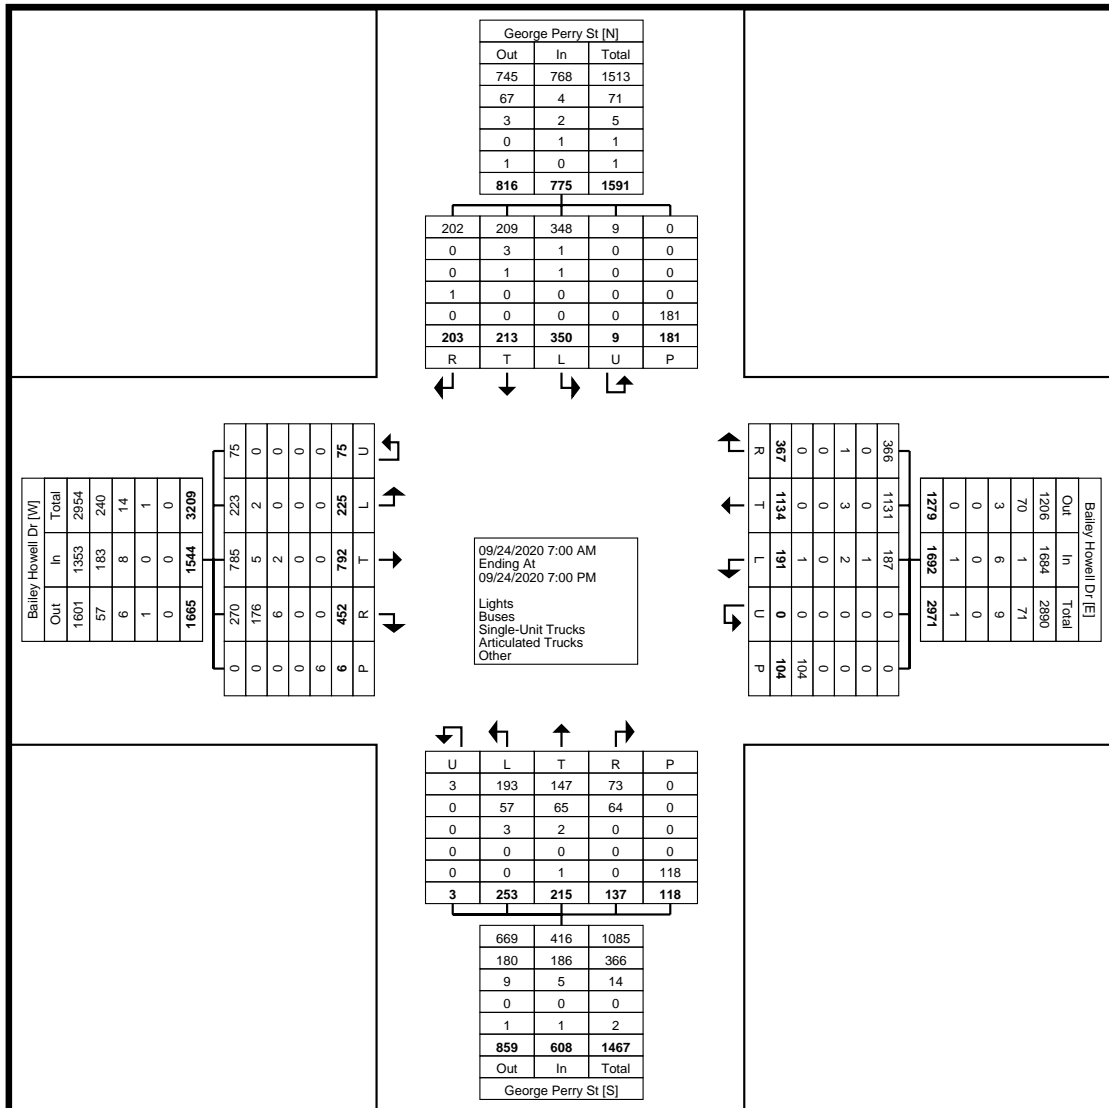 George Perry St [N]
Out In Total
745 768 1513
67 4 71
3 2 5
0 1 1
1 0 1
816 775 1591
202 209 348 9 0
0 3 1 0 0
0 1 1 0 0
1 0 0 0 0
0 0 0 0 181
203 213 350 9 181
R T L U P
U L T R P
75 225 792 452 6
0 0 0 0 6
0 0 0 0 0
0 0 2 6 0
0 2 5 176 0
75 223 785 270 0
3209 1544 1665
0 0 0
1 0 1
14 8 6
240 183 57
2954 1353 1601
Total In Out
Bailey Howell Dr [W]
09/24/2020 7:00 AM
Ending At
09/24/2020 7:00 PM
Lights
Buses
Single-Unit Trucks
Articulated Trucks
Other
Bailey Howell Dr [E]
Out In Total
1206 1684 2890
70 1 71
3 6 9
0 0 0
0 1 1
1279 1692 2971
366 1131 187 0 0
0 0 1 0 0
1 3 2 0 0
0 0 0 0 0
0 0 1 0 104
367 1134 191 0 104
R T L U P
U L T R P
3 193 147 73 0
0 57 65 64 0
0 3 2 0 0
0 0 0 0 0
0 0 1 0 118
3 253 215 137 118
669 416 1085
180 186 366
9 5 14
0 0 0
1 1 2
859 608 1467
Out In Total
George Perry St [S]